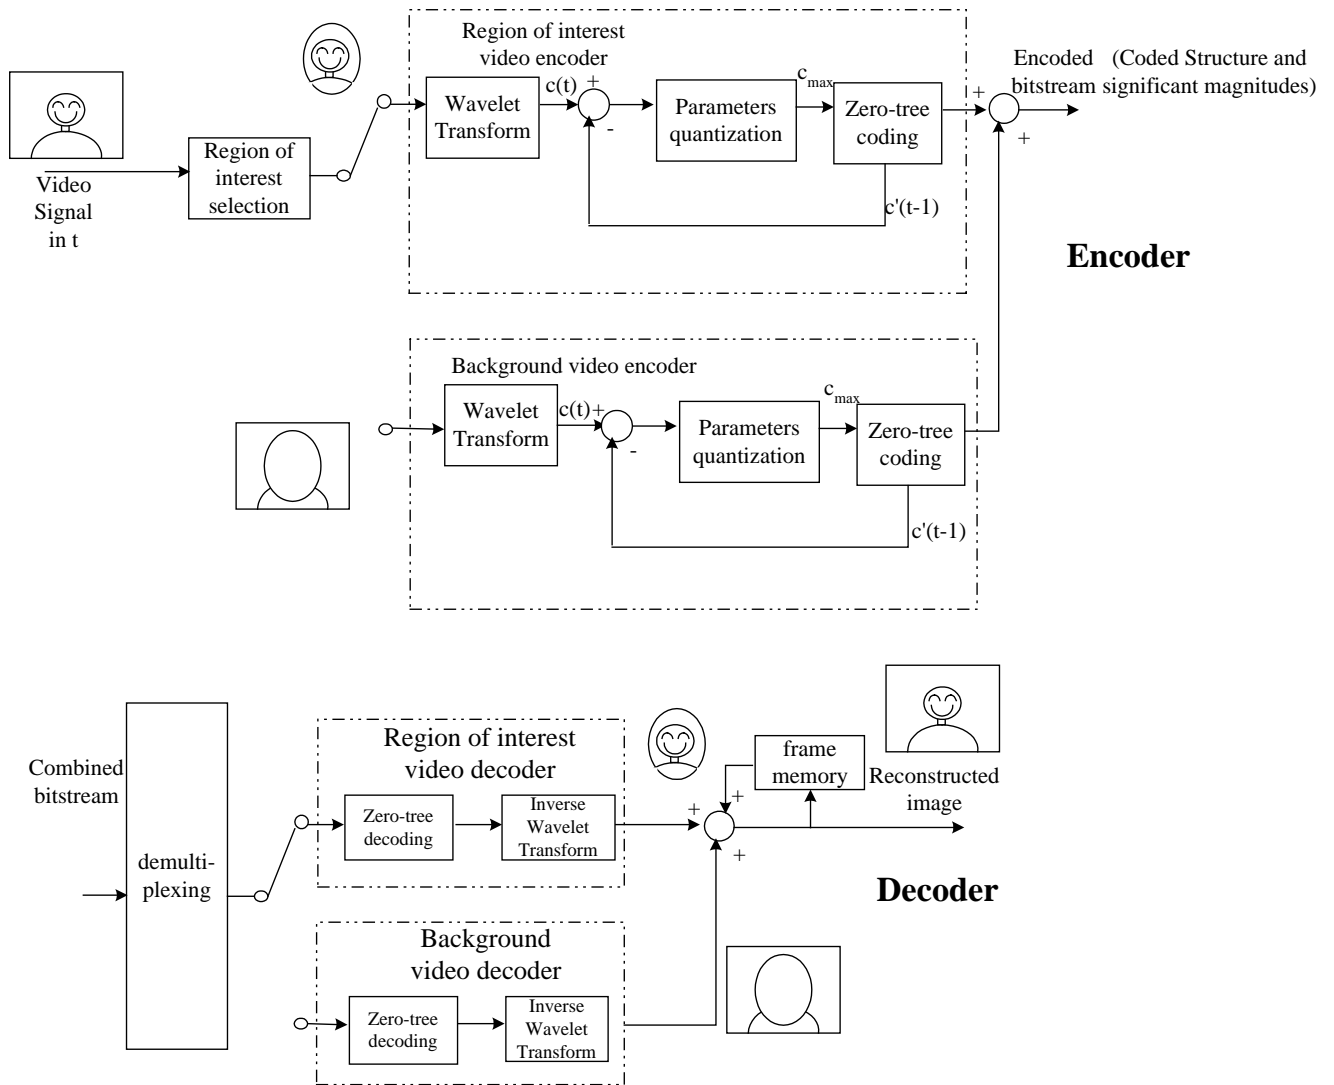 Region of interest
video encoder
Wavelet
Transform
c(t)
+
-
Parameters
quantization
c_max
Zero-tree
coding
c'(t-1)
+
+
Encoded (Coded Structure and
bitstream significant magnitudes)
Region of
interest
selection
Video
Signal
in t
Encoder
Background video encoder
Wavelet
Transform
c(t)
+
-
Parameters
quantization
c_max
Zero-tree
coding
c'(t-1)
Combined
bitstream
demulti-
plexing
Region of interest
video decoder
Zero-tree
decoding
Inverse
Wavelet
Transform
+
+
+
frame
memory
Reconstructed
image
Decoder
Background
video decoder
Zero-tree
decoding
Inverse
Wavelet
Transform